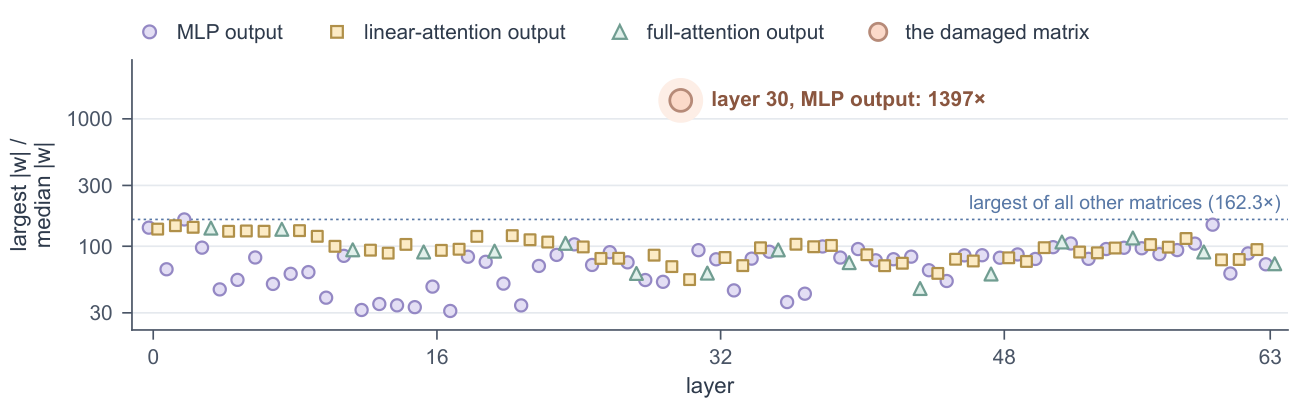 MLP output
linear-attention output
full-attention output
the damaged matrix
largest |w| /
median |w|
1000
300
100
30
layer 30, MLP output: 1397×
largest of all other matrices (162.3×)
0
16
32
48
63
layer